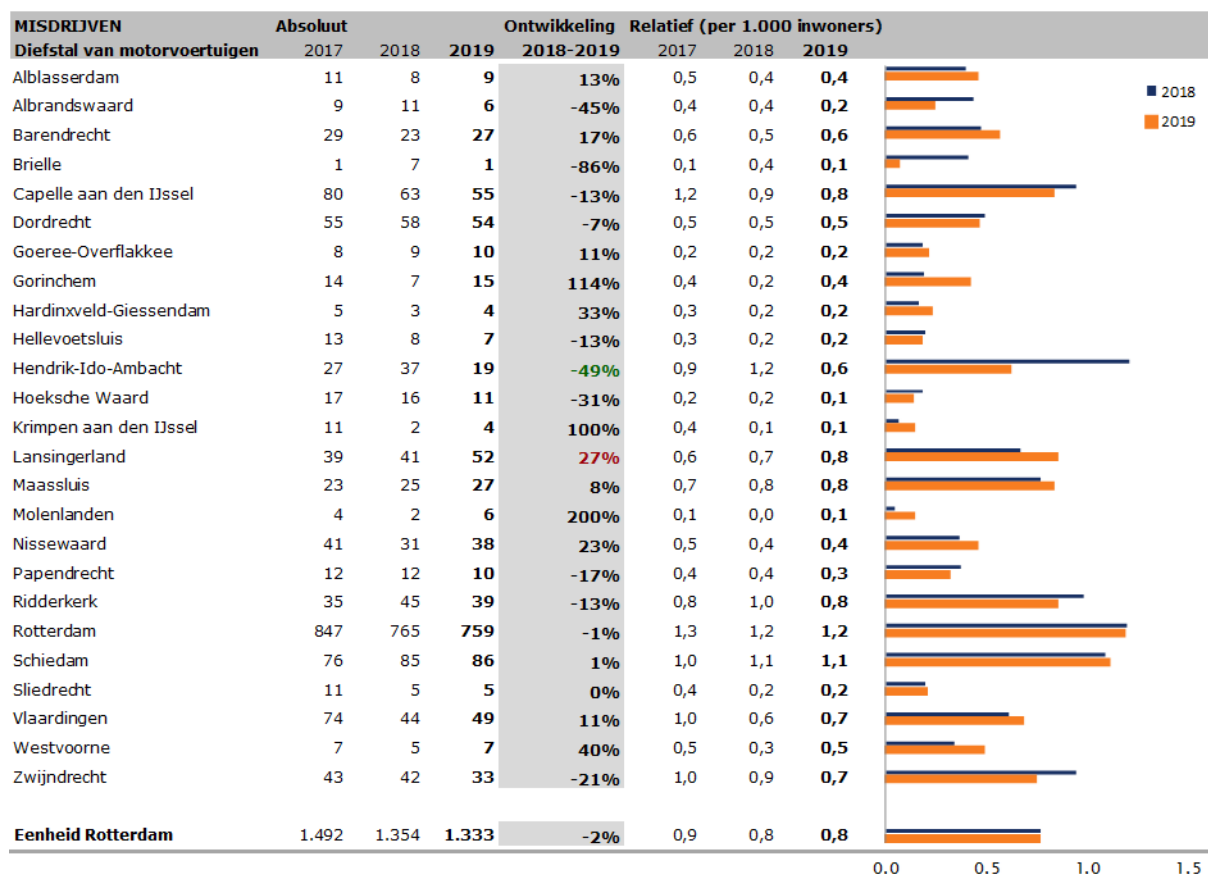 MISDRIJVEN Absoluut Ontwikkeling Relatief (per 1.000 inwoners)
Diefstal van motorvoertuigen 2017 2018 2019 2018-2019 2017 2018 2019
Alblasserdam 11 8 9 13% 0,5 0,4 0,4
2018
Albrandswaard 9 11 6 -45% 0,4 0,4 0,2
2019
Barendrecht 29 23 27 17% 0,6 0,5 0,6
Brielle 1 7 1 -86% 0,1 0,4 0,1
Capelle aan den IJssel 80 63 55 -13% 1,2 0,9 0,8
Dordrecht 55 58 54 -7% 0,5 0,5 0,5
Goeree-Overflakkee 8 9 10 11% 0,2 0,2 0,2
Gorinchem 14 7 15 114% 0,4 0,2 0,4
Hardinxveld-Giessendam 5 3 4 33% 0,3 0,2 0,2
Hellevoetsluis 13 8 7 -13% 0,3 0,2 0,2
Hendrik-Ido-Ambacht 27 37 19 -49% 0,9 1,2 0,6
Hoeksche Waard 17 16 11 -31% 0,2 0,2 0,1
Krimpen aan den IJssel 11 2 4 100% 0,4 0,1 0,1
Lansingerland 39 41 52 27% 0,6 0,7 0,8
Maassluis 23 25 27 8% 0,7 0,8 0,8
Molenlanden 4 2 6 200% 0,1 0,0 0,1
Nissewaard 41 31 38 23% 0,5 0,4 0,4
Papendrecht 12 12 10 -17% 0,4 0,4 0,3
Ridderkerk 35 45 39 -13% 0,8 1,0 0,8
Rotterdam 847 765 759 -1% 1,3 1,2 1,2
Schiedam 76 85 86 1% 1,0 1,1 1,1
Sliedrecht 11 5 5 0% 0,4 0,2 0,2
Vlaardingen 74 44 49 11% 1,0 0,6 0,7
Westvoorne 7 5 7 40% 0,5 0,3 0,5
Zwijndrecht 43 42 33 -21% 1,0 0,9 0,7
Eenheid Rotterdam 1.492 1.354 1.333 -2% 0,9 0,8 0,8
0.0 0.5 1.0 1.5